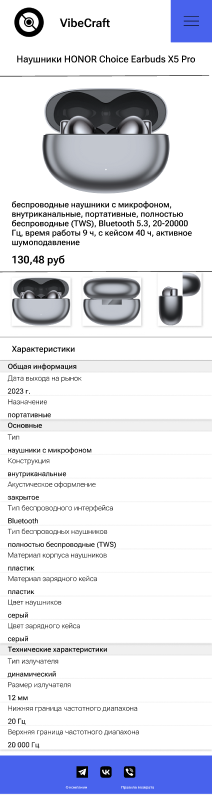 VibeCraft
Наушники HONOR Choice Earbuds X5 Pro
беспроводные наушники с микрофоном,
внутриканальные, портативные, полностью
беспроводные (TWS), Bluetooth 5.3, 20-20000
Гц, время работы 9 ч, с кейсом 40 ч, активное
шумоподавление
130,48 руб
Характеристики
Общая информация
Дата выхода на рынок
2023 г.
Назначение
портативные
Основные
Тип
наушники с микрофоном
Конструкция
внутриканальные
Акустическое оформление
закрытое
Тип беспроводного интерфейса
Bluetooth
Тип беспроводных наушников
полностью беспроводные (TWS)
Материал корпуса наушников
пластик
Материал зарядного кейса
пластик
Цвет наушников
серый
Цвет зарядного кейса
серый
Технические характеристики
Тип излучателя
динамический
Размер излучателя
12 мм
Нижняя граница частотного диапазона
20 Гц
Верхняя граница частотного диапазона
20 000 Гц
О компании
Правила возврата